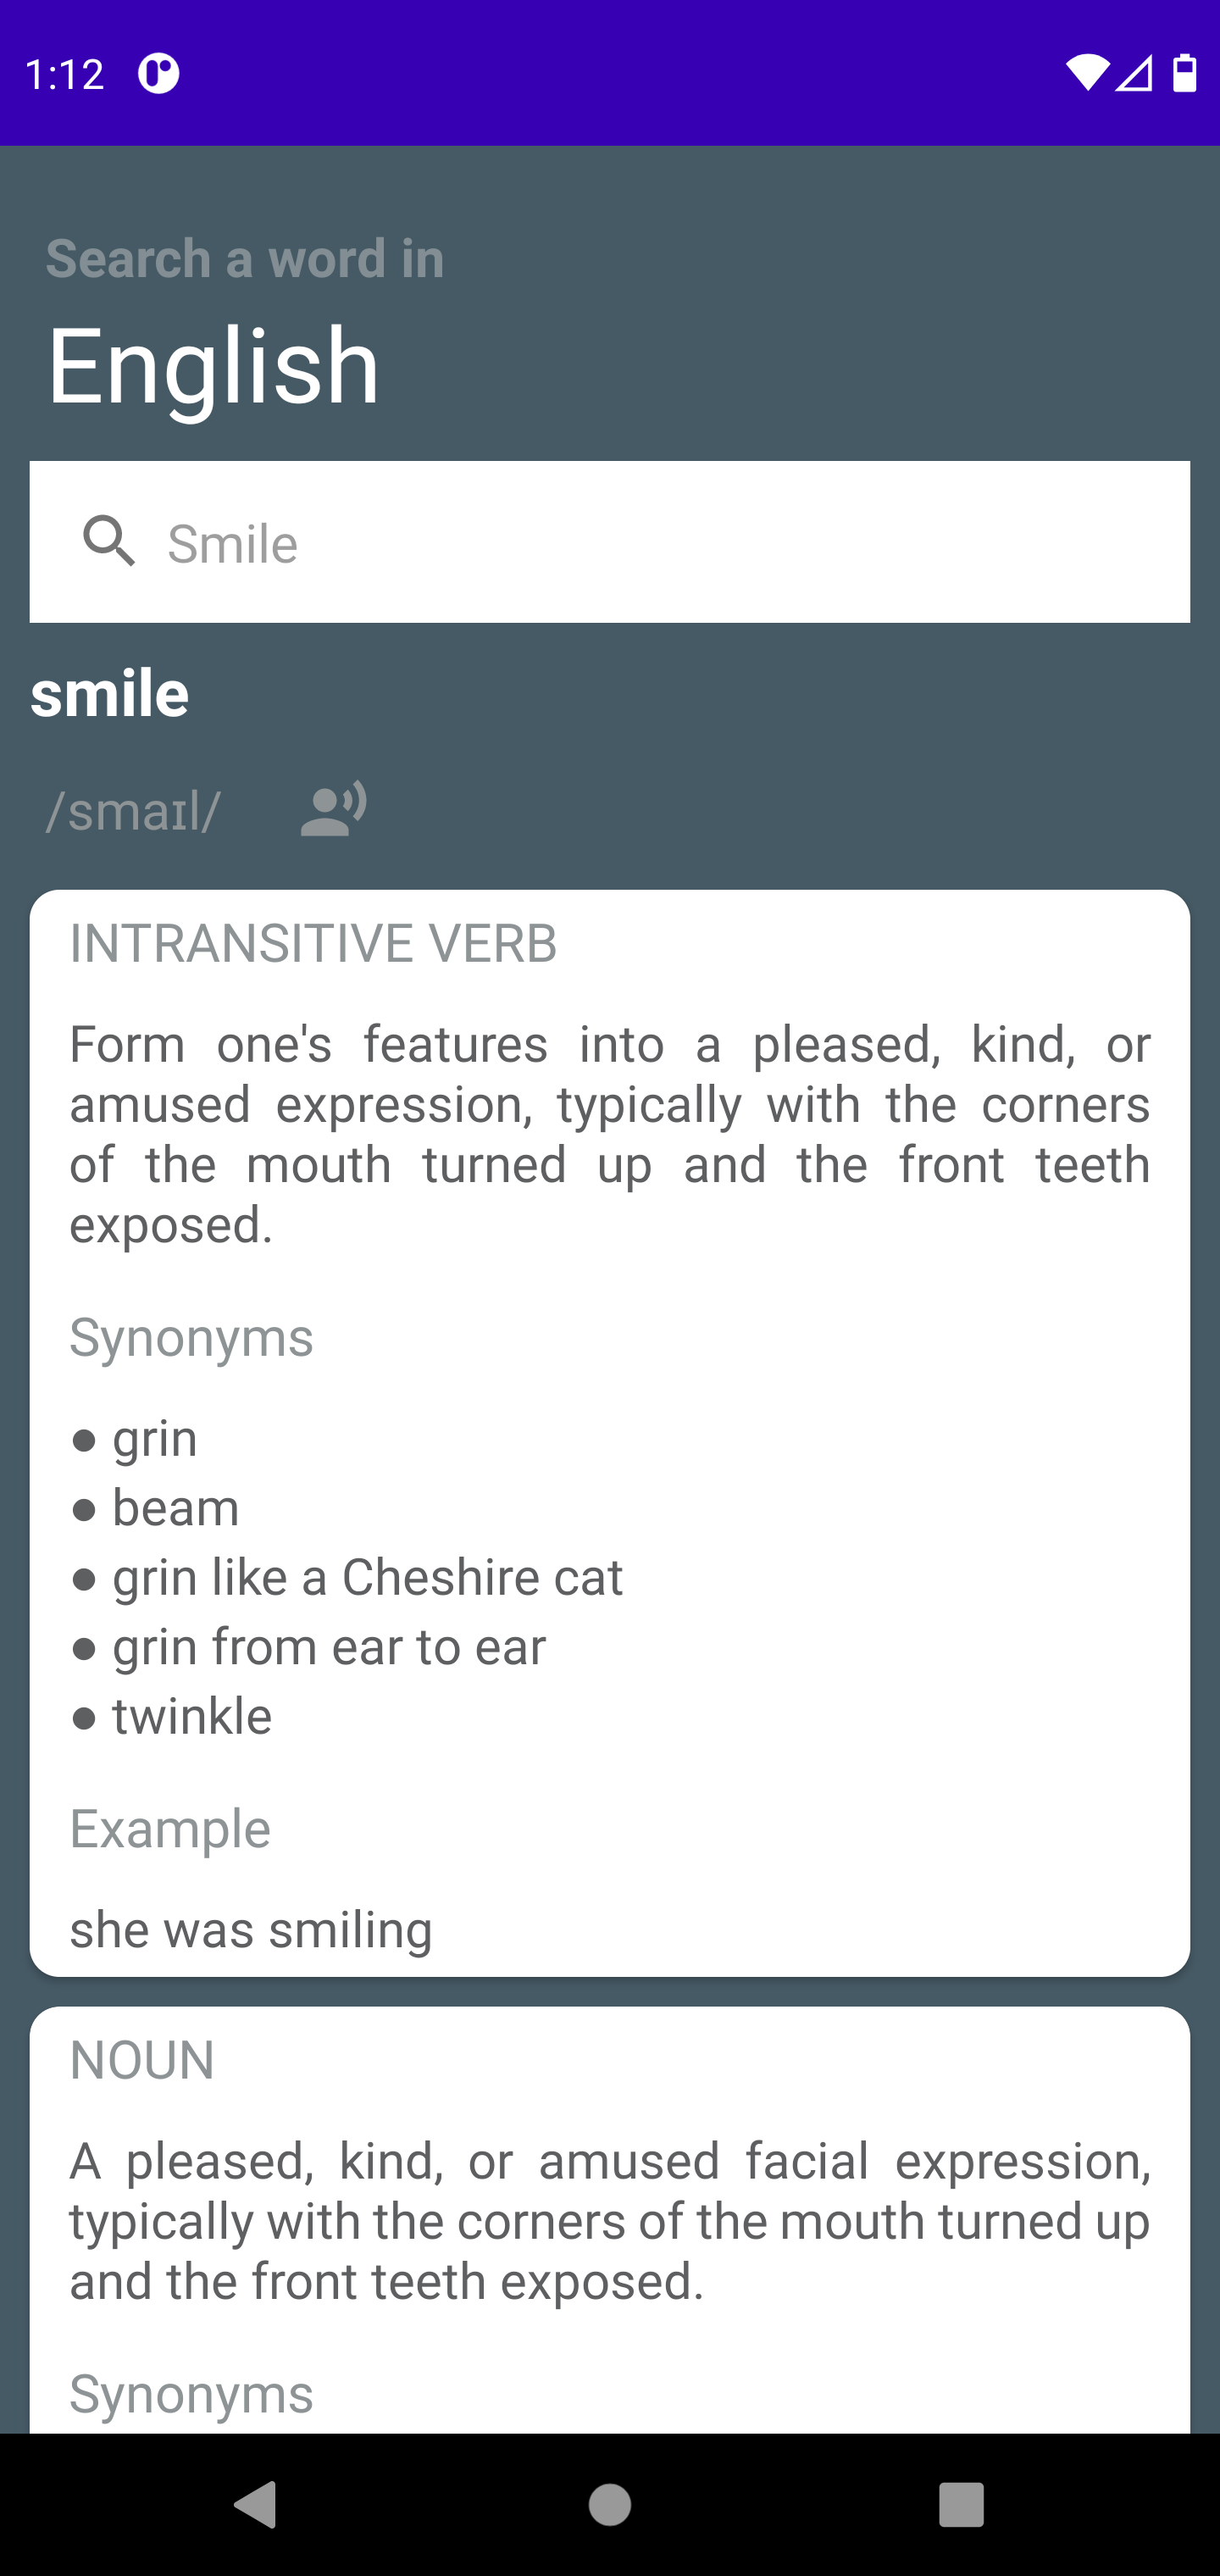 1:12
Search a word in
English
Smile
smile
/smaɪl/
INTRANSITIVE VERB
Form one's features into a pleased, kind, or
amused expression, typically with the corners
of the mouth turned up and the front teeth
exposed.
Synonyms
● grin
● beam
● grin like a Cheshire cat
● grin from ear to ear
● twinkle
Example
she was smiling
NOUN
A pleased, kind, or amused facial expression,
typically with the corners of the mouth turned up
and the front teeth exposed.
Synonyms